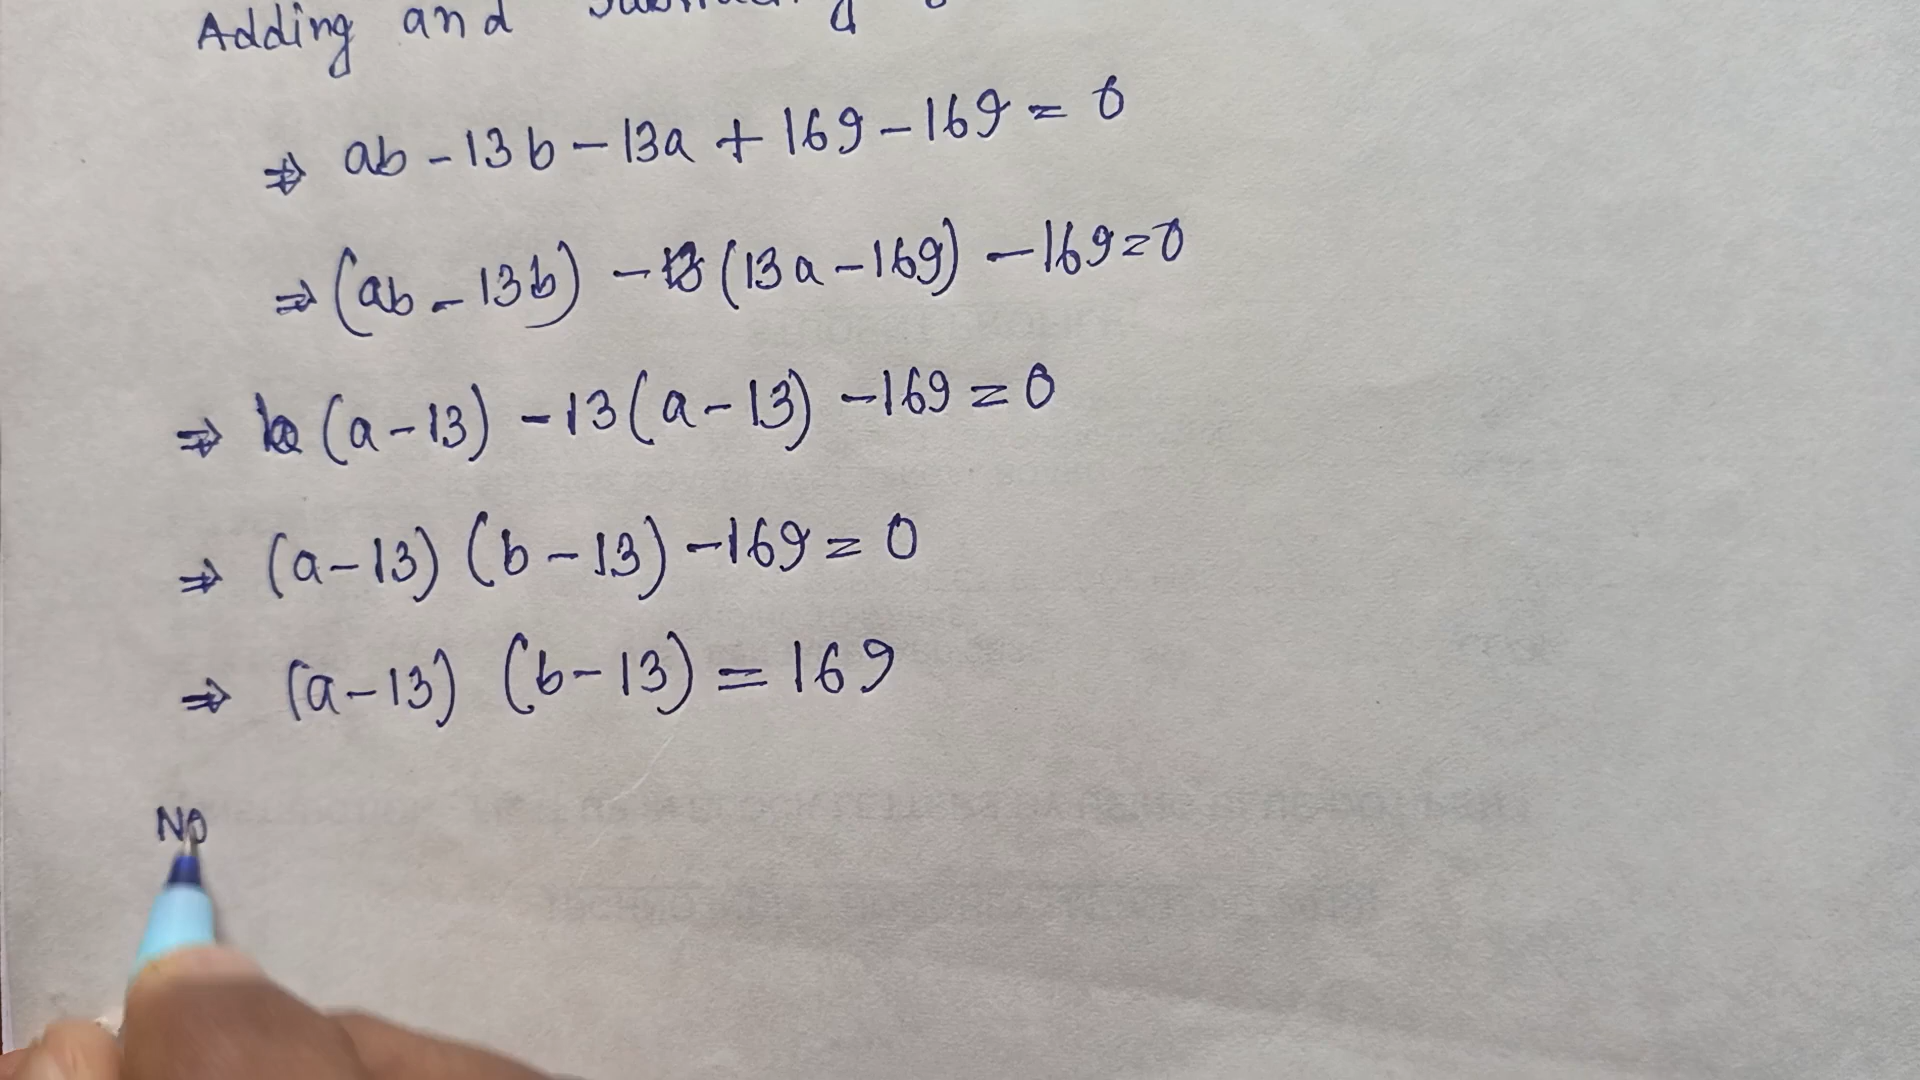 Adding and
⇒ ab - 13b - 13a + 169 - 169 = 0
⇒ (ab - 13b) - (13a - 169) - 169 = 0
⇒ b (a - 13) - 13 (a - 13) - 169 = 0
⇒ (a - 13) (b - 13) - 169 = 0
⇒ (a - 13) (b - 13) = 169
NO